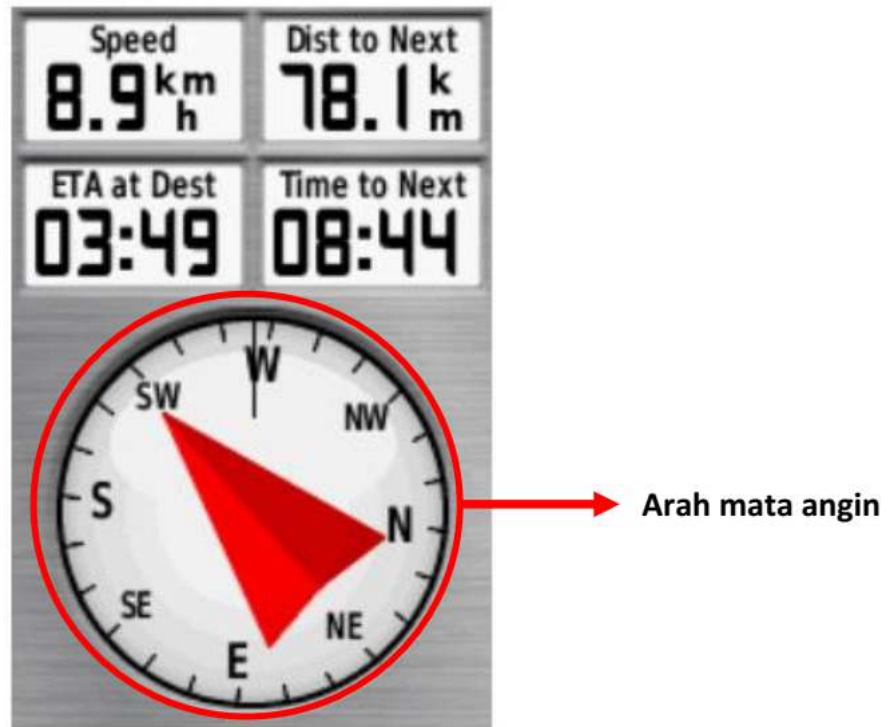 Speed
8.9 km
h
Dist to Next
78.1 k
m
ETA at Dest
03:49
Time to Next
08:44
W
SW
NW
S
N
SE
NE
E
Arah mata angin